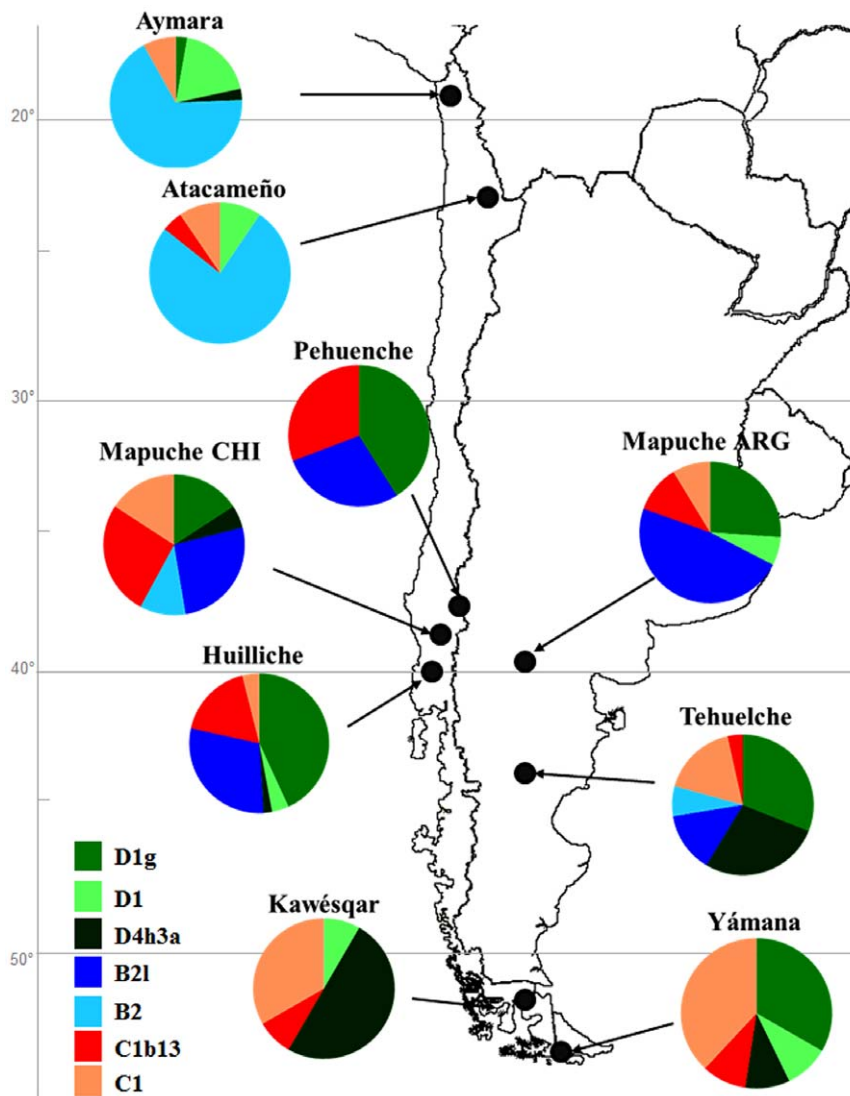 Aymara
20°
Atacameño
Pehuenche
30°
Mapuche CHI
Mapuche ARG
Huilliche
40°
Tehuelche
D1g
D1
D4h3a
B2l
B2
C1b13
C1
Kawésqar
Yámana
50°